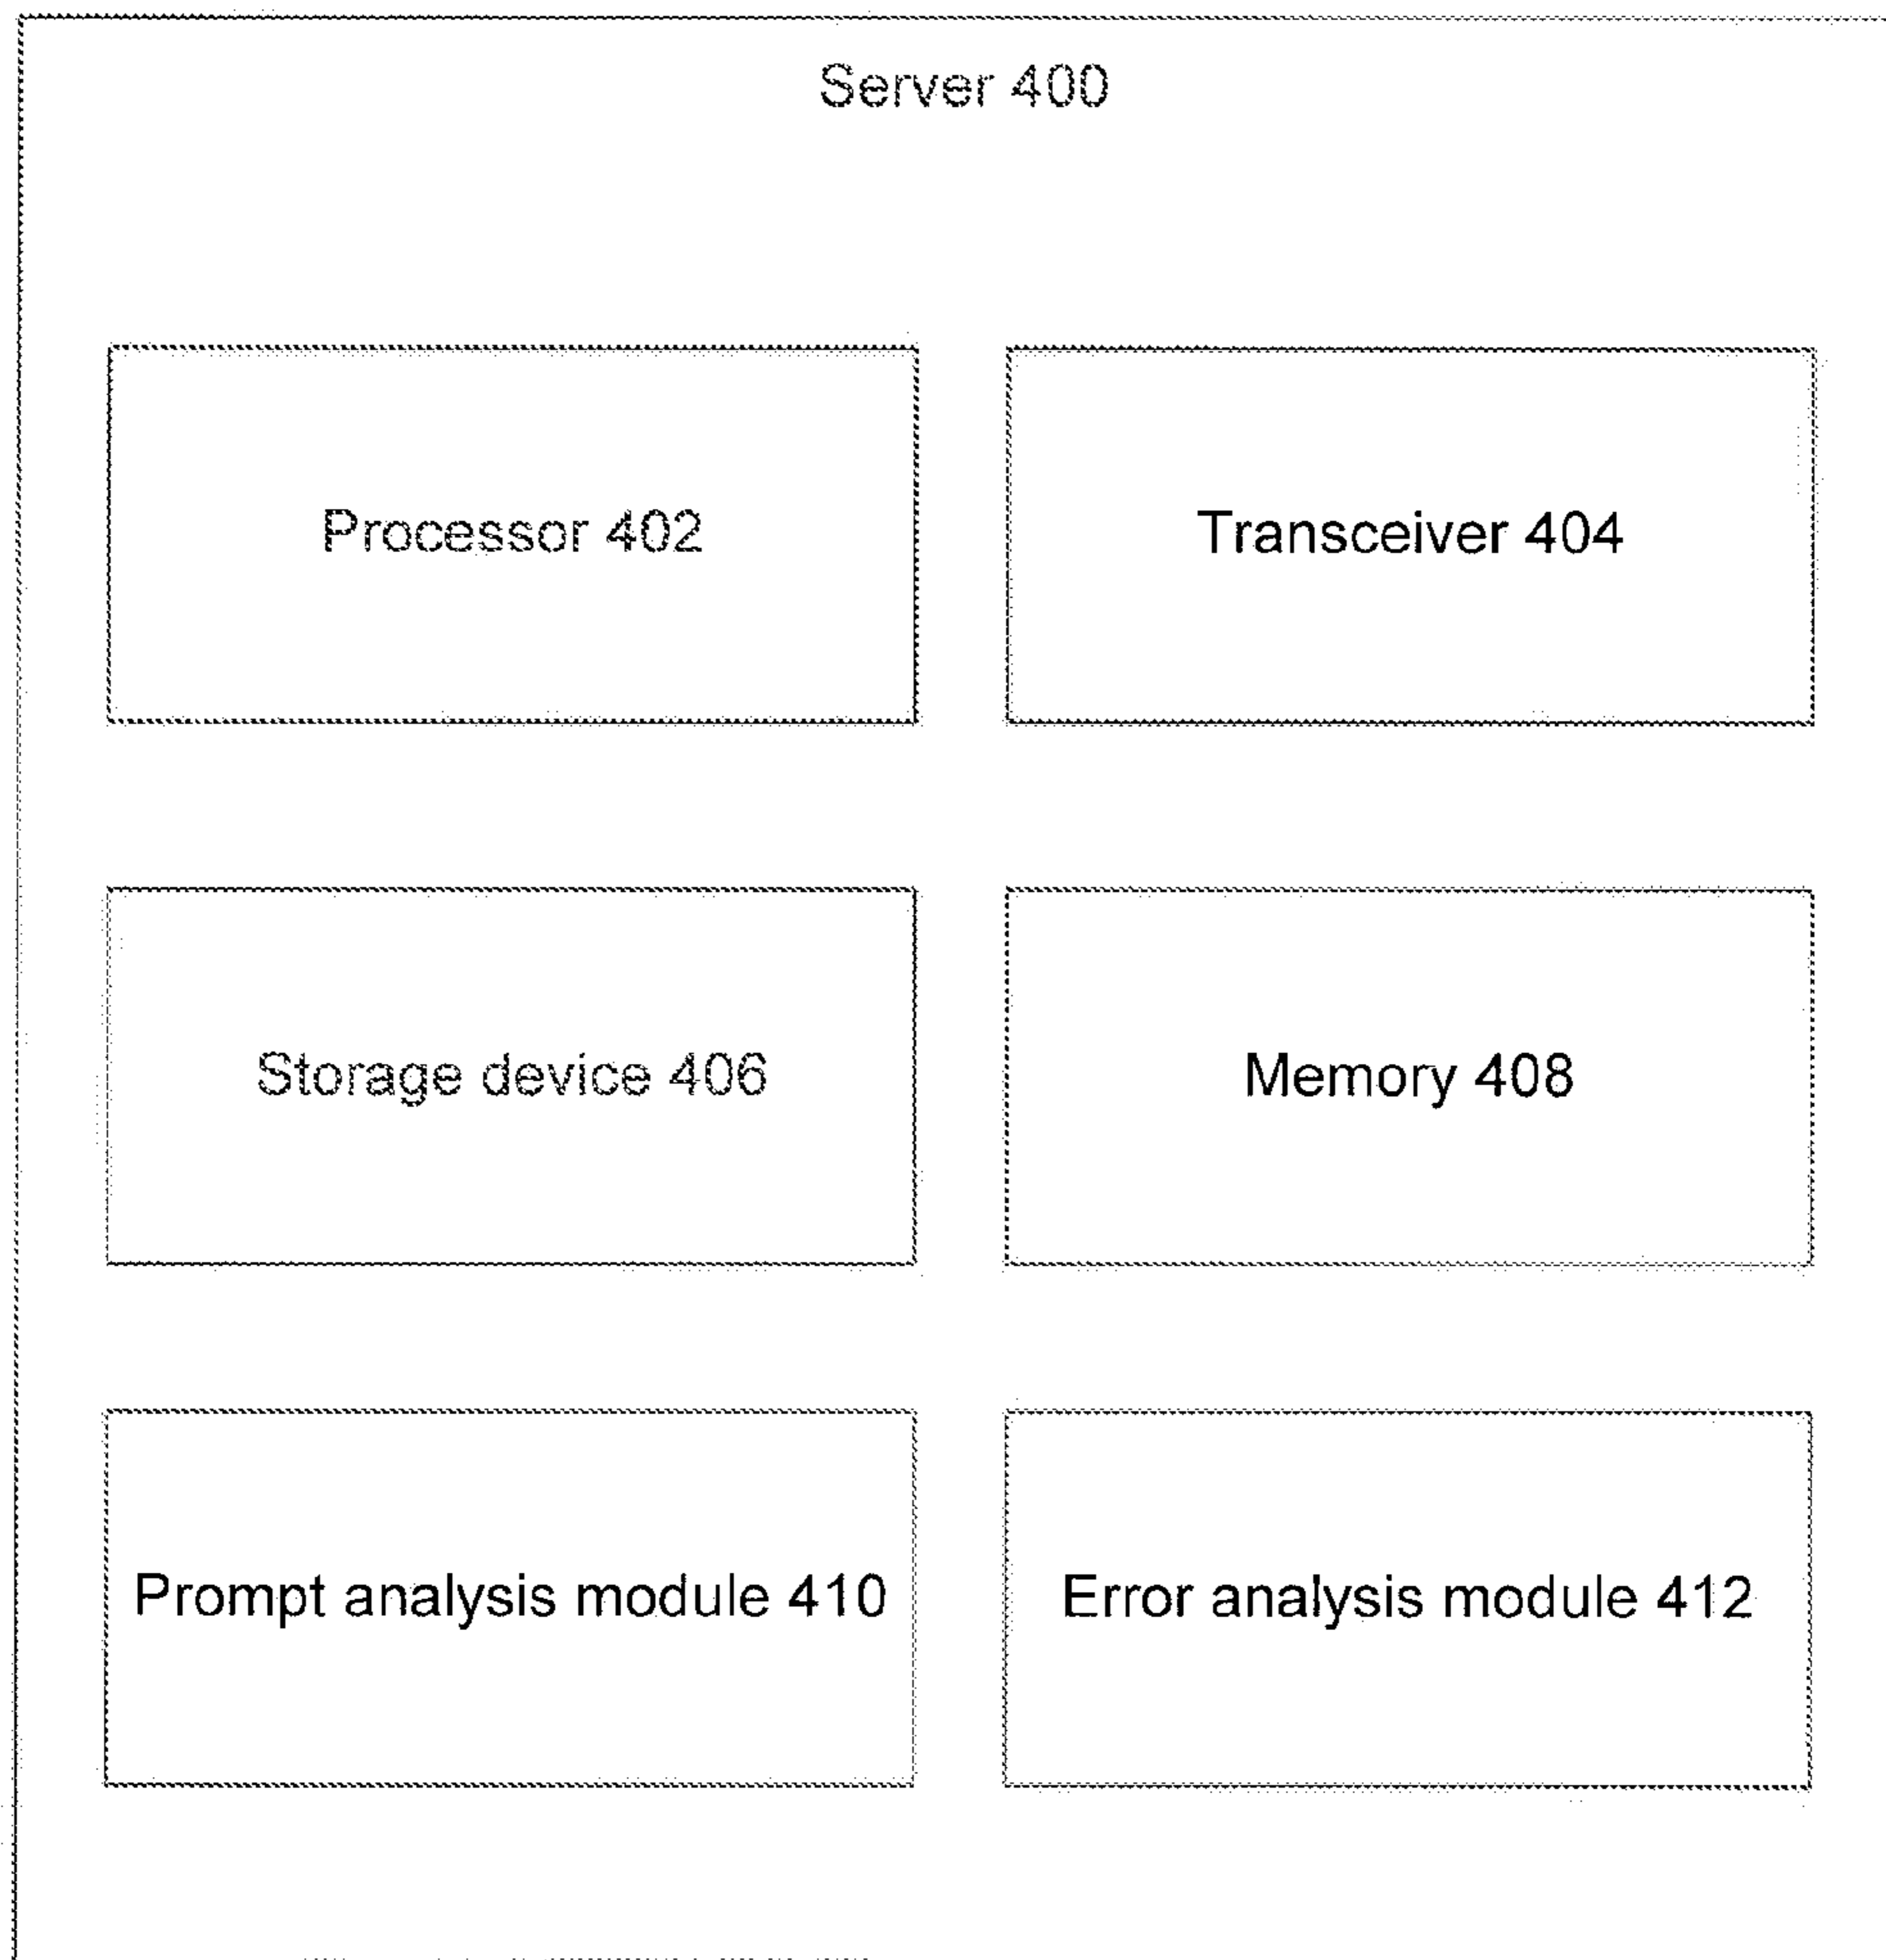 Server 400
Processor 402
Transceiver 404
Storage device 406
Memory 408
Prompt analysis module 410
Error analysis module 412